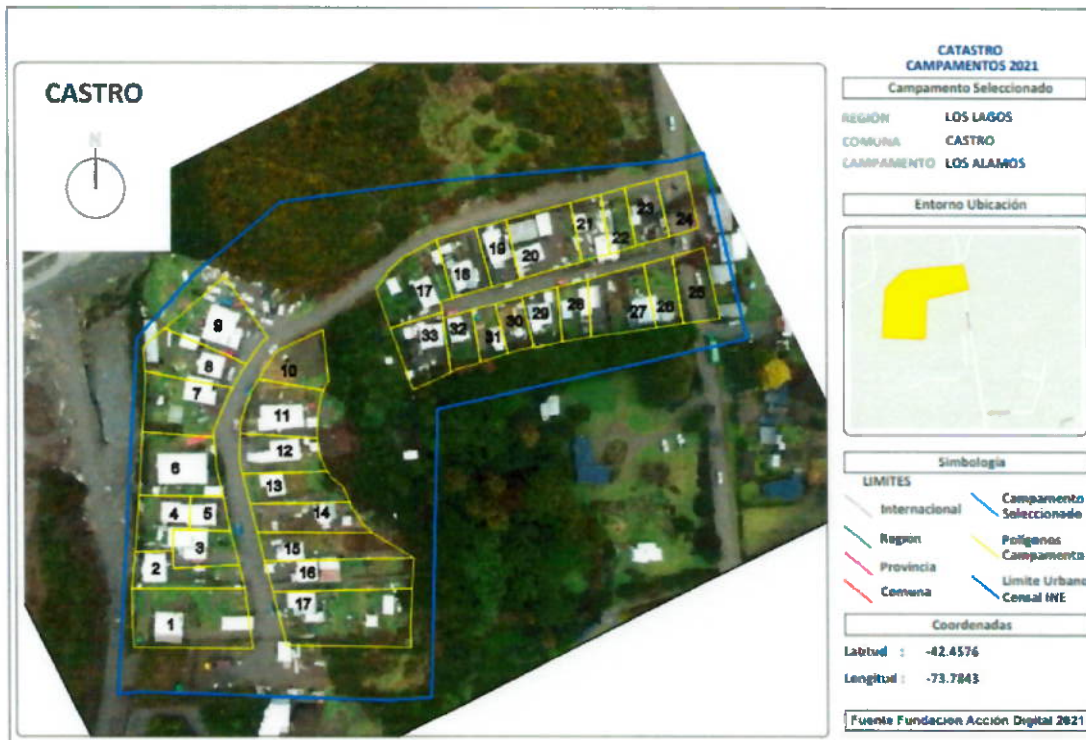 CASTRO
N
9
8
7
6
4
5
3
2
1
10
11
12
13
14
15
16
17
17
18
19
20
21
22
23
24
33
32
31
30
29
28
27
26
25
CATASTRO
CAMPAMENTOS 2021
Campamento Seleccionado
REGIÓN LOS LAGOS
COMUNA CASTRO
CAMPAMENTO LOS ALAMOS
Entorno Ubicación
Simbología
LIMITES
Internacional
Región
Provincia
Comuna
Campamento
Seleccionado
Polígonos
Campamento
Limite Urbano
Censal INE
Coordenadas
Latitud : -42.4576
Longitud : -73.7843
Fuente Fundacion Acción Digital 2021